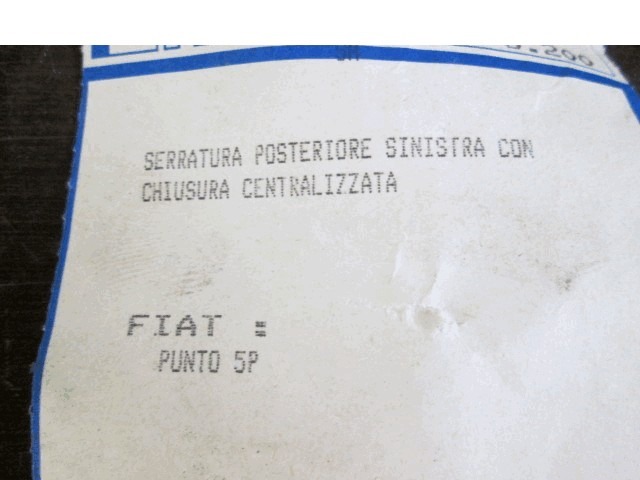 SERRATURA POSTERIORE SINISTRA CON
CHIUSURA CENTRALIZZATA
FIAT :
PUNTO 5P